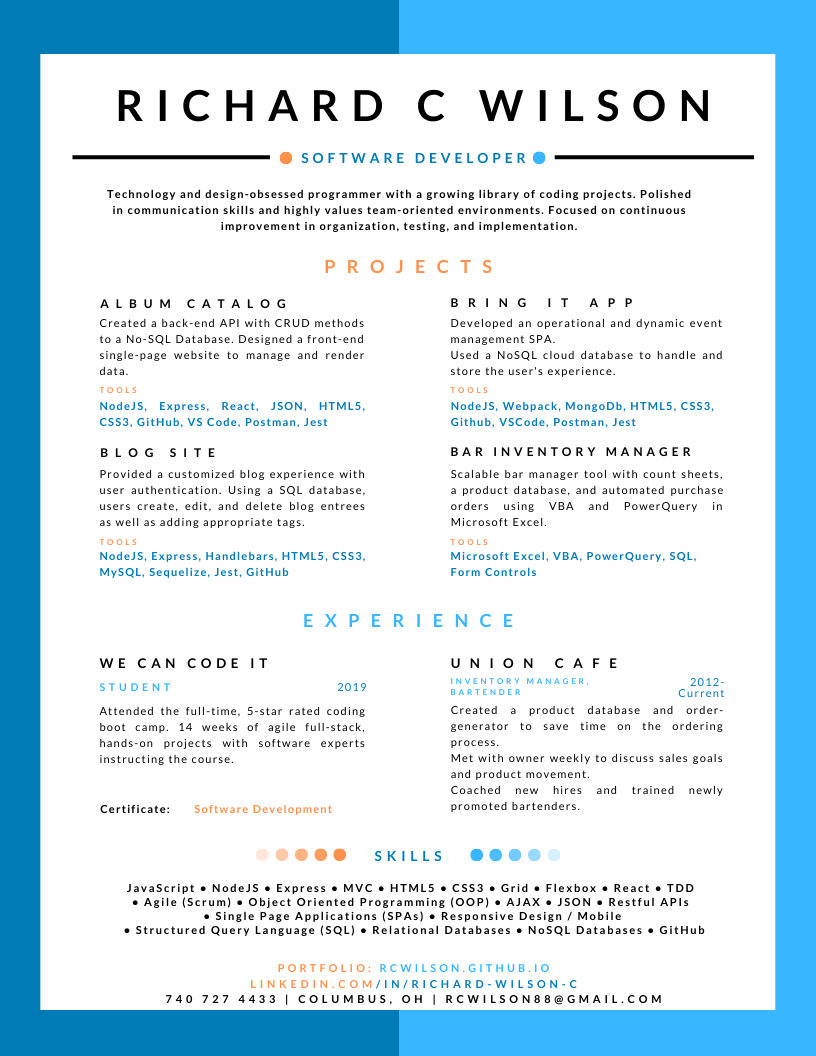 RICHARD C WILSON
SOFTWARE DEVELOPER
Technology and design-obsessed programmer with a growing library of coding projects. Polished
in communication skills and highly values team-oriented environments. Focused on continuous
improvement in organization, testing, and implementation.
PROJECTS
ALBUM CATALOG
Created a back-end API with CRUD methods
to a No-SQL Database. Designed a front-end
single-page website to manage and render
data.
TOOLS
NodeJS, Express, React, JSON, HTML5,
CSS3, GitHub, VS Code, Postman, Jest
BRING IT APP
Developed an operational and dynamic event
management SPA.
Used a NoSQL cloud database to handle and
store the user's experience.
TOOLS
NodeJS, Webpack, MongoDb, HTML5, CSS3,
Github, VSCode, Postman, Jest
BLOG SITE
Provided a customized blog experience with
user authentication. Using a SQL database,
users create, edit, and delete blog entrees
as well as adding appropriate tags.
TOOLS
NodeJS, Express, Handlebars, HTML5, CSS3,
MySQL, Sequelize, Jest, GitHub
BAR INVENTORY MANAGER
Scalable bar manager tool with count sheets,
a product database, and automated purchase
orders using VBA and PowerQuery in
Microsoft Excel.
TOOLS
Microsoft Excel, VBA, PowerQuery, SQL,
Form Controls
EXPERIENCE
WE CAN CODE IT
STUDENT 2019
Attended the full-time, 5-star rated coding
boot camp. 14 weeks of agile full-stack,
hands-on projects with software experts
instructing the course.
Certificate: Software Development
UNION CAFE
INVENTORY MANAGER, 2012-
BARTENDER Current
Created a product database and order-
generator to save time on the ordering
process.
Met with owner weekly to discuss sales goals
and product movement.
Coached new hires and trained newly
promoted bartenders.
SKILLS
JavaScript ● NodeJS ● Express ● MVC ● HTML5 ● CSS3 ● Grid ● Flexbox ● React ● TDD
● Agile (Scrum) ● Object Oriented Programming (OOP) ● AJAX ● JSON ● Restful APIs
● Single Page Applications (SPAs) ● Responsive Design / Mobile
● Structured Query Language (SQL) ● Relational Databases ● NoSQL Databases ● GitHub
PORTFOLIO: RCWILSON.GITHUB.IO
LINKEDIN.COM/IN/RICHARD-WILSON-C
740 727 4433 | COLUMBUS, OH | RCWILSON88@GMAIL.COM